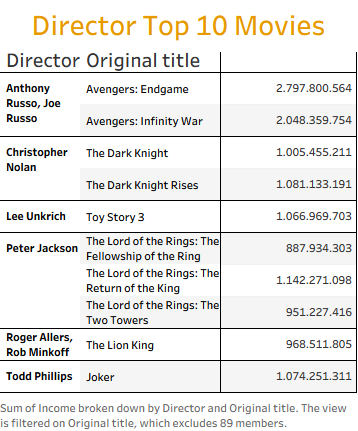 Director Top 10 Movies
Director Original title
Anthony Russo, Joe Russo Avengers: Endgame 2.797.800.564
Avengers: Infinity War 2.048.359.754
Christopher Nolan The Dark Knight 1.005.455.211
The Dark Knight Rises 1.081.133.191
Lee Unkrich Toy Story 3 1.066.969.703
Peter Jackson The Lord of the Rings: The Fellowship of the Ring 887.934.303
The Lord of the Rings: The Return of the King 1.142.271.098
The Lord of the Rings: The Two Towers 951.227.416
Roger Allers, Rob Minkoff The Lion King 968.511.805
Todd Phillips Joker 1.074.251.311
Sum of Income broken down by Director and Original title. The view
is filtered on Original title, which excludes 89 members.